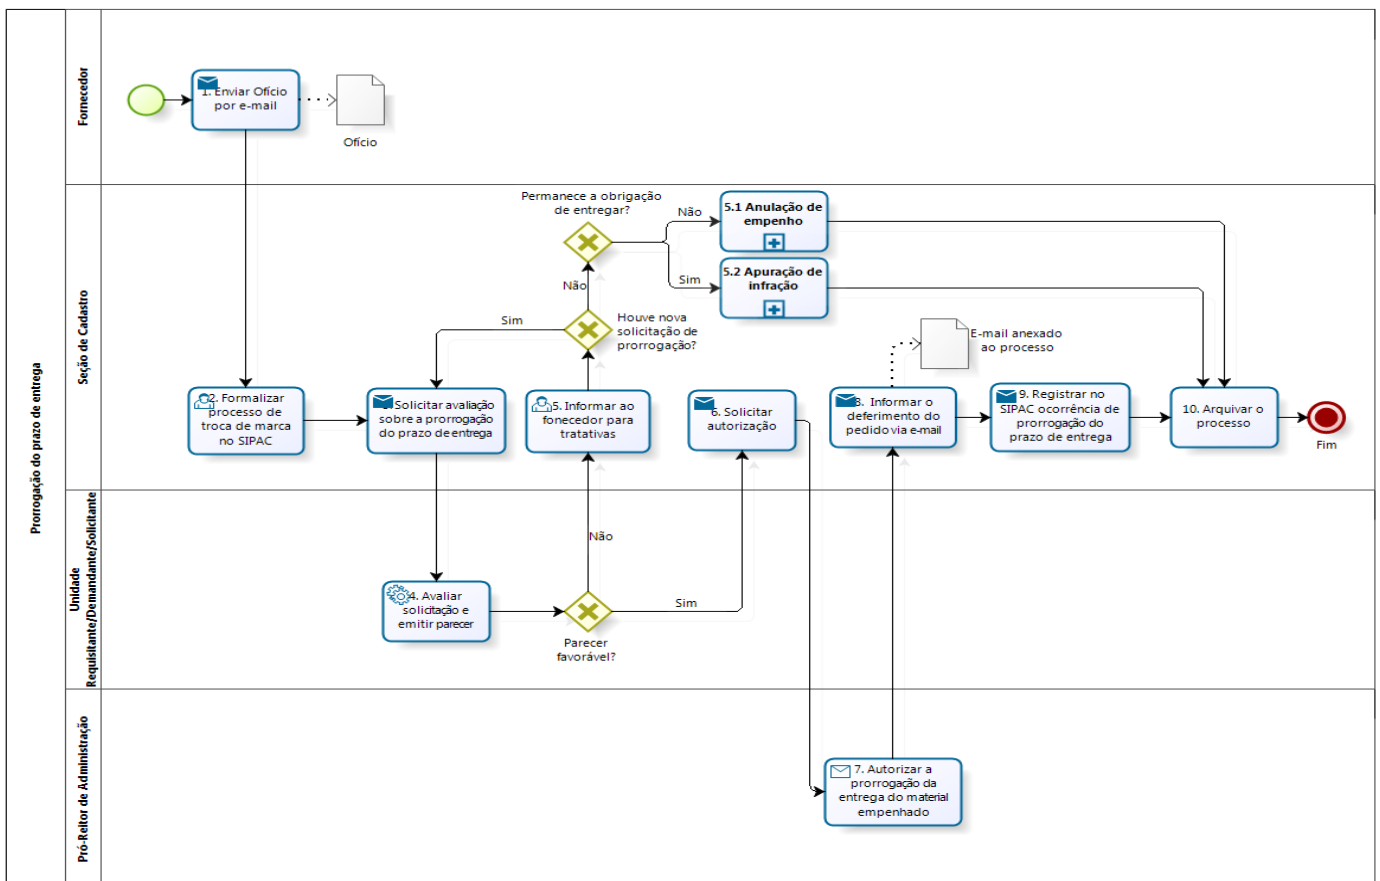 Prorrogação do prazo de entrega
Fornecedor
1. Enviar Ofício
por e-mail
Ofício
Seção de Cadastro
Permanece a obrigação
de entregar?
Não
5.1 Anulação de
empenho
Sim
5.2 Apuração de
infração
Não
Houve nova
solicitação de
prorrogação?
Sim
E-mail anexado
ao processo
2. Formalizar
processo de
troca de marca
no SIPAC
Solicitar avaliação
sobre a prorrogação
do prazo de entrega
5. Informar ao
fonecedor para
tratativas
6. Solicitar
autorização
8. Informar o
deferimento do
pedido via e-mail
9. Registrar no
SIPAC ocorrência de
prorrogação do
prazo de entrega
10. Arquivar o
processo
Fim
Unidade
Requisitante/Demandante/Solicitante
Não
4. Avaliar
solicitação e
emitir parecer
Sim
Parecer
favorável?
Pró-Reitor de Administração
7. Autorizar a
prorrogação da
entrega do material
empenhado